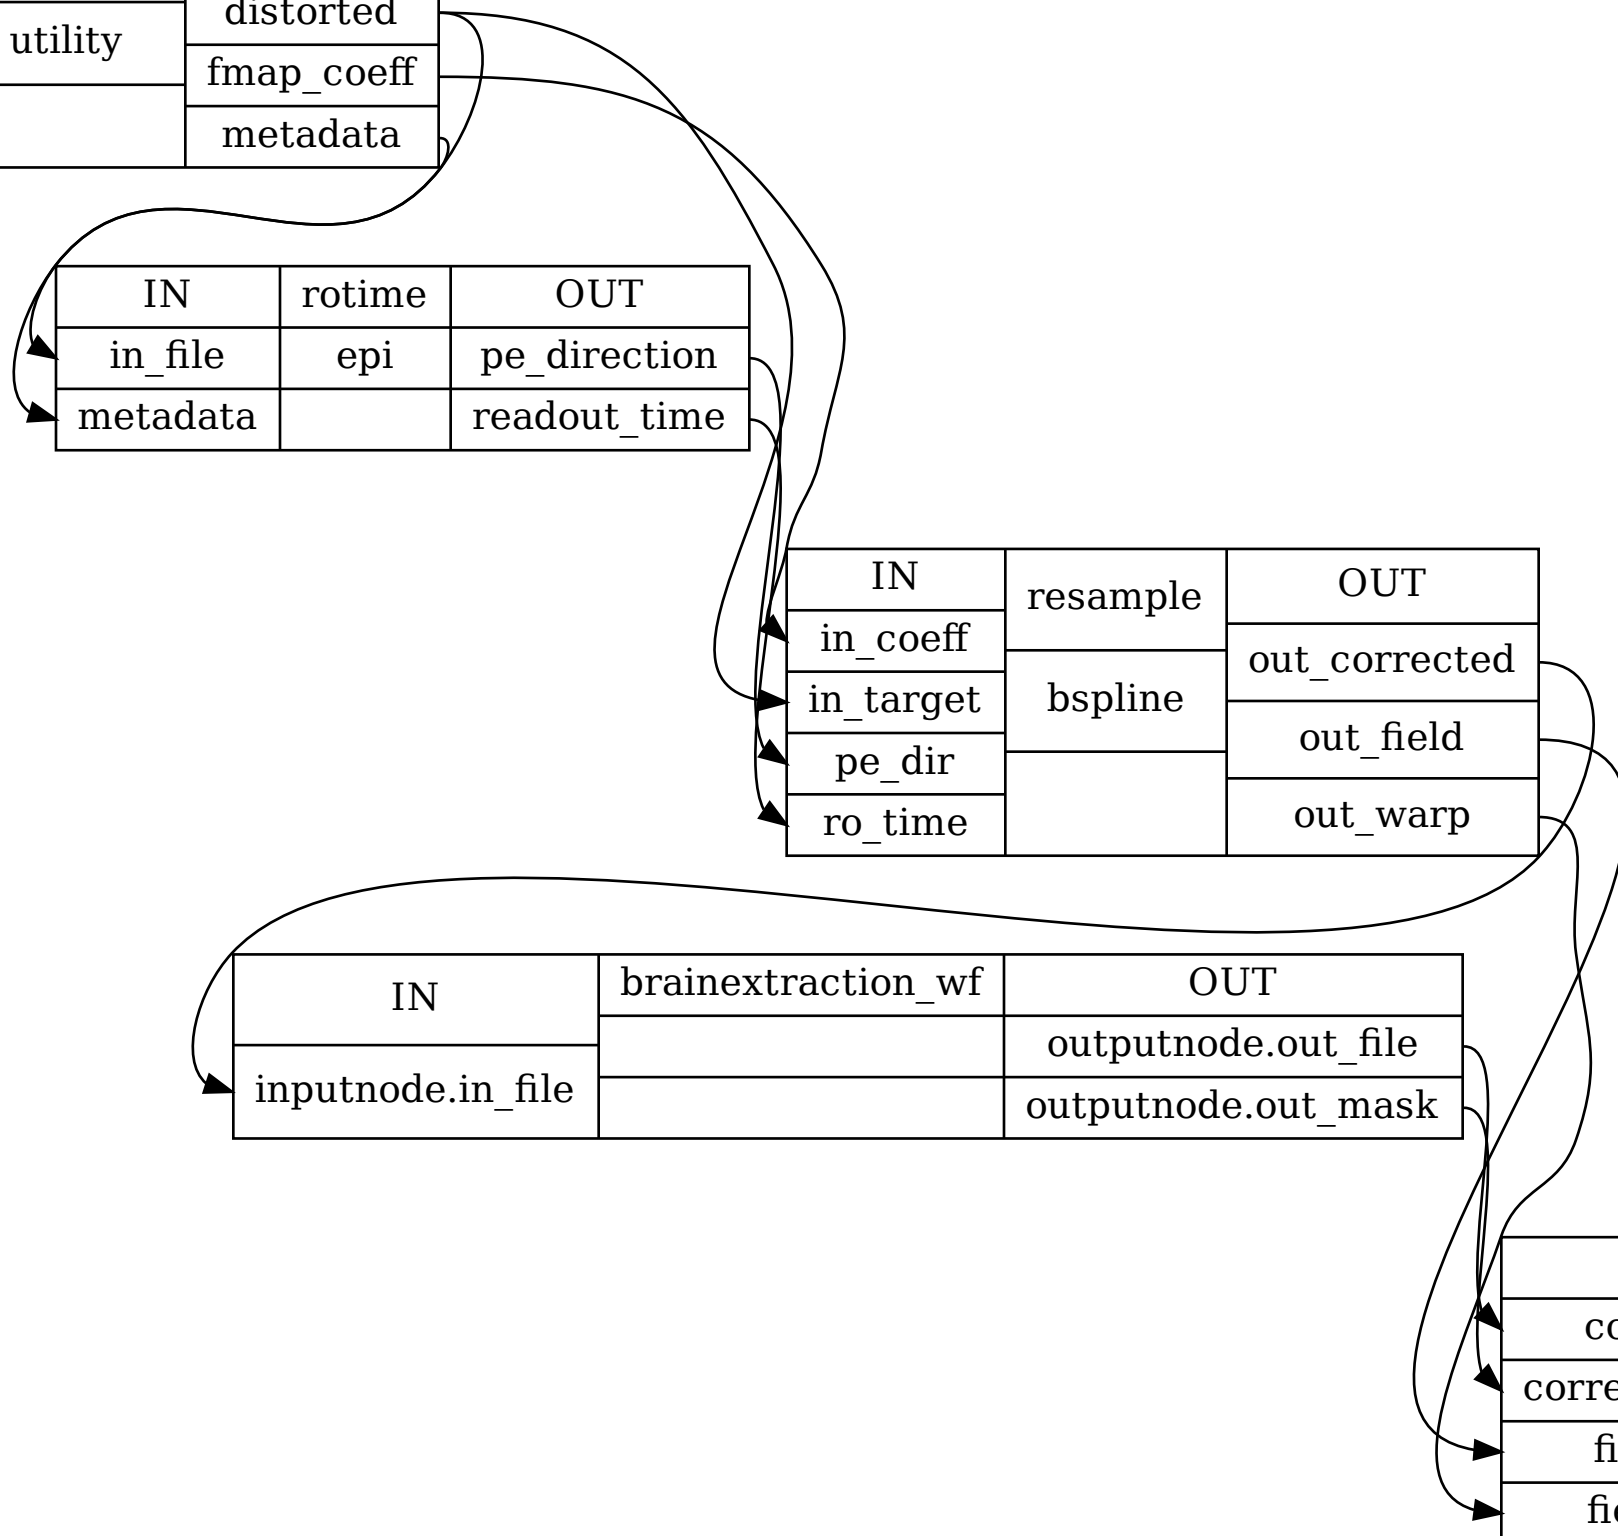 distorted
utility
fmap_coeff
metadata
IN rotime OUT
in_file epi pe_direction
metadata readout_time
IN resample OUT
in_coeff out_corrected
in_target bspline out_field
pe_dir out_warp
ro_time
IN brainextraction_wf OUT
outputnode.out_file
inputnode.in_file outputnode.out_mask